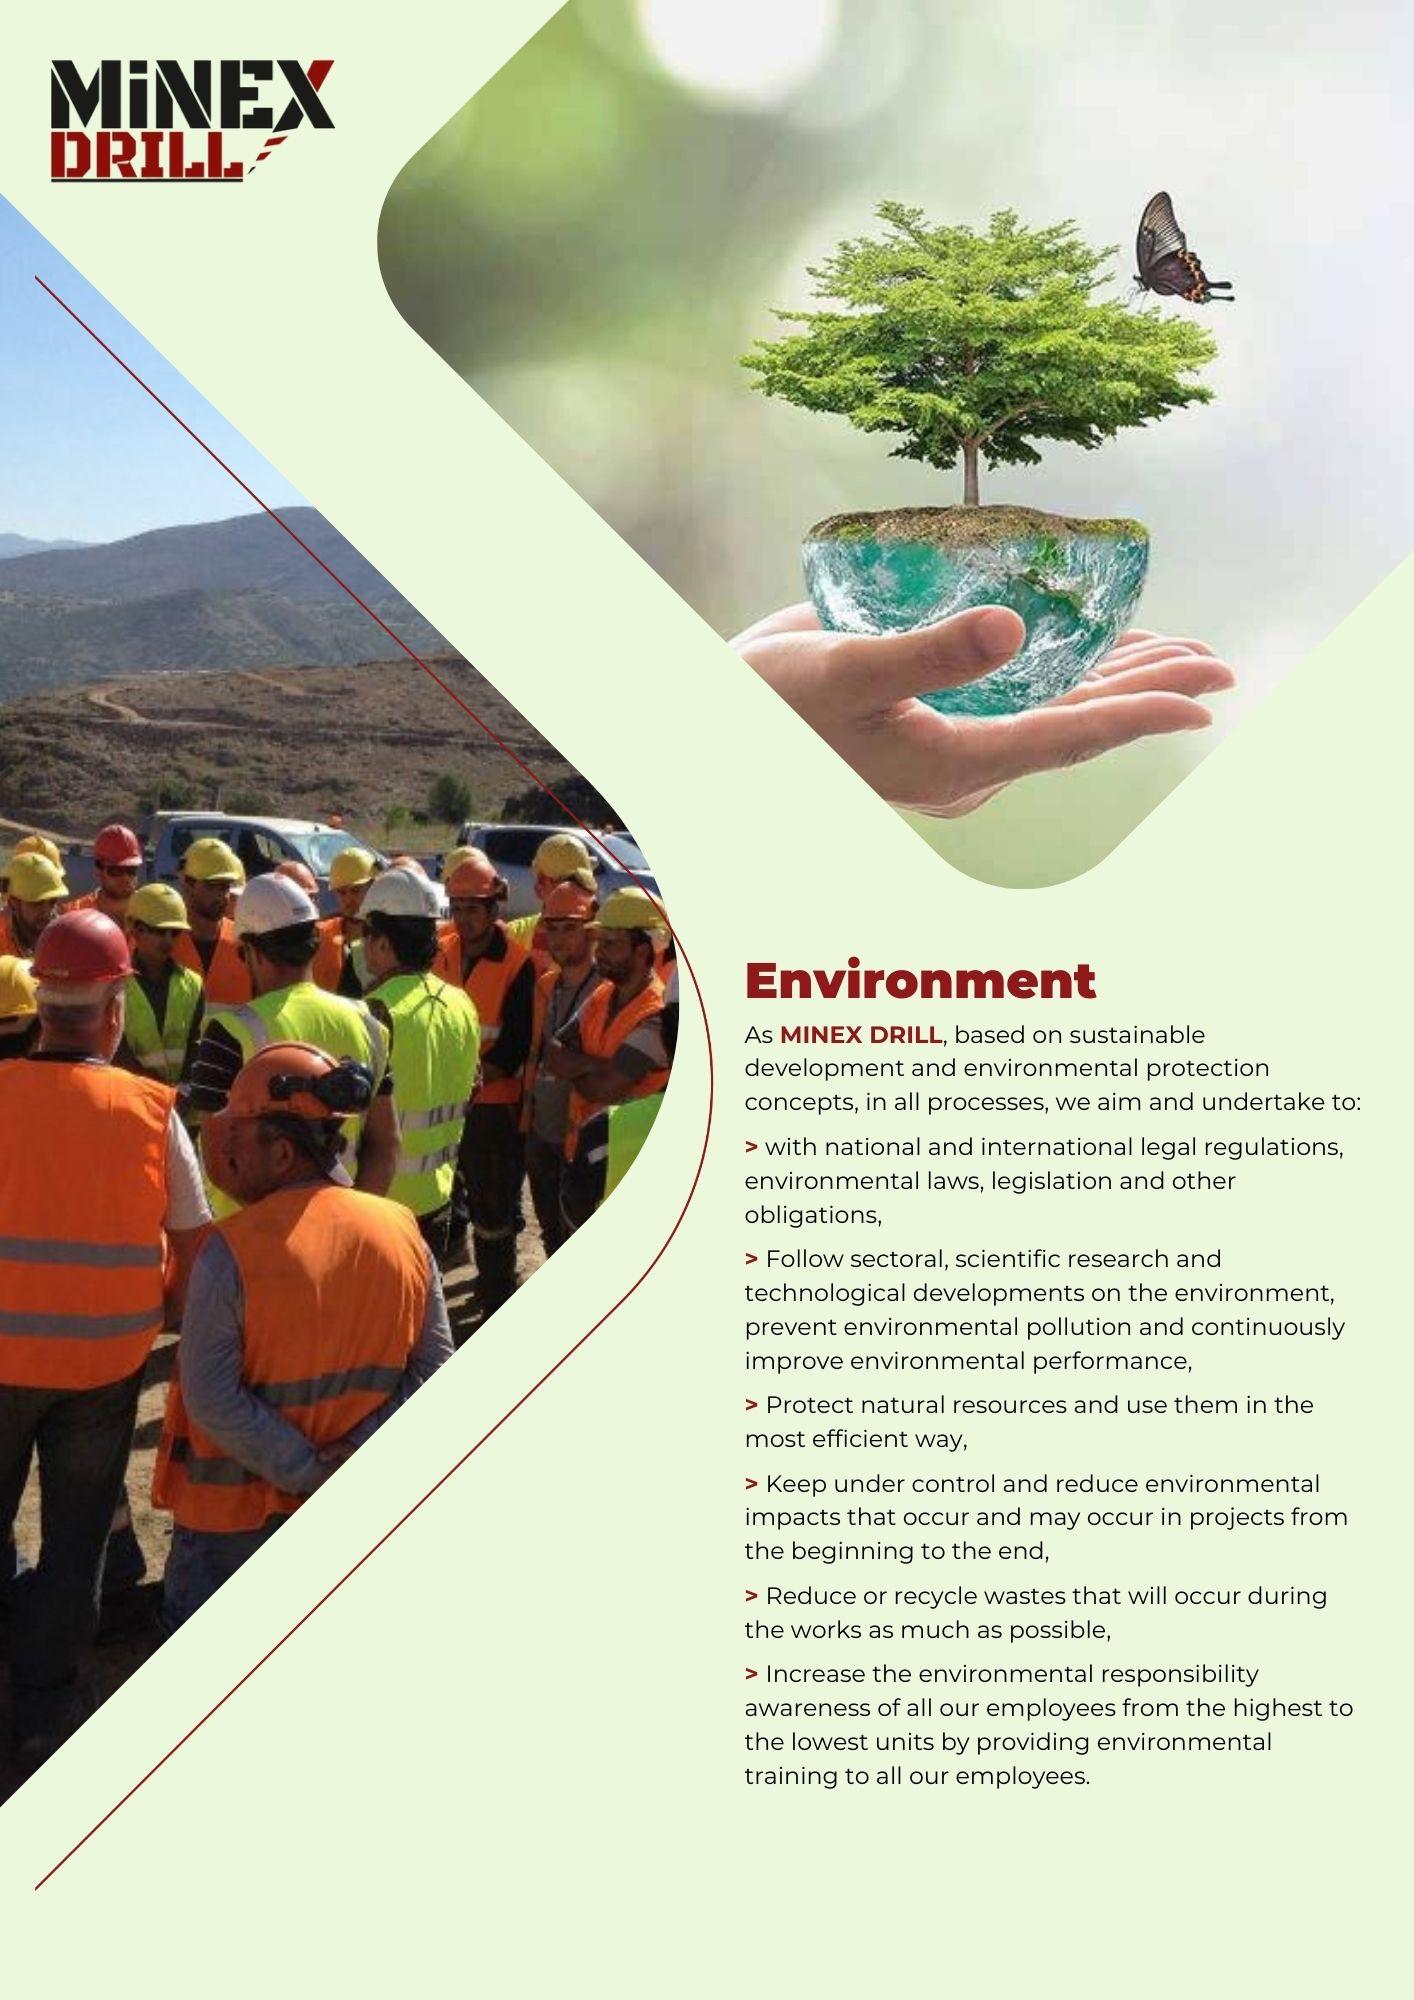 MiNEX
DRILL
Environment
As MINEX DRILL, based on sustainable
development and environmental protection
concepts, in all processes, we aim and undertake to:
> with national and international legal regulations,
environmental laws, legislation and other
obligations,
> Follow sectoral, scientific research and
technological developments on the environment,
prevent environmental pollution and continuously
improve environmental performance,
> Protect natural resources and use them in the
most efficient way,
> Keep under control and reduce environmental
impacts that occur and may occur in projects from
the beginning to the end,
> Reduce or recycle wastes that will occur during
the works as much as possible,
> Increase the environmental responsibility
awareness of all our employees from the highest to
the lowest units by providing environmental
training to all our employees.